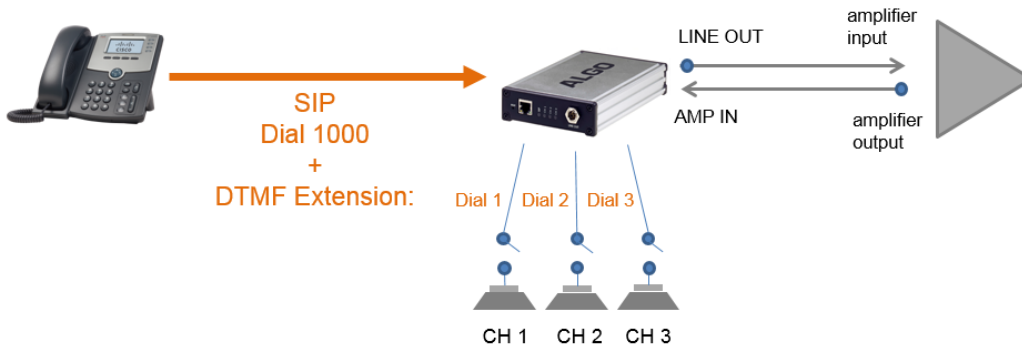 amplifier
input
LINE OUT
AMP IN
amplifier
output
CISCO
ALGO
SIP
Dial 1000
+
DTMF Extension:
Dial 1
Dial 2
Dial 3
CH 1
CH 2
CH 3